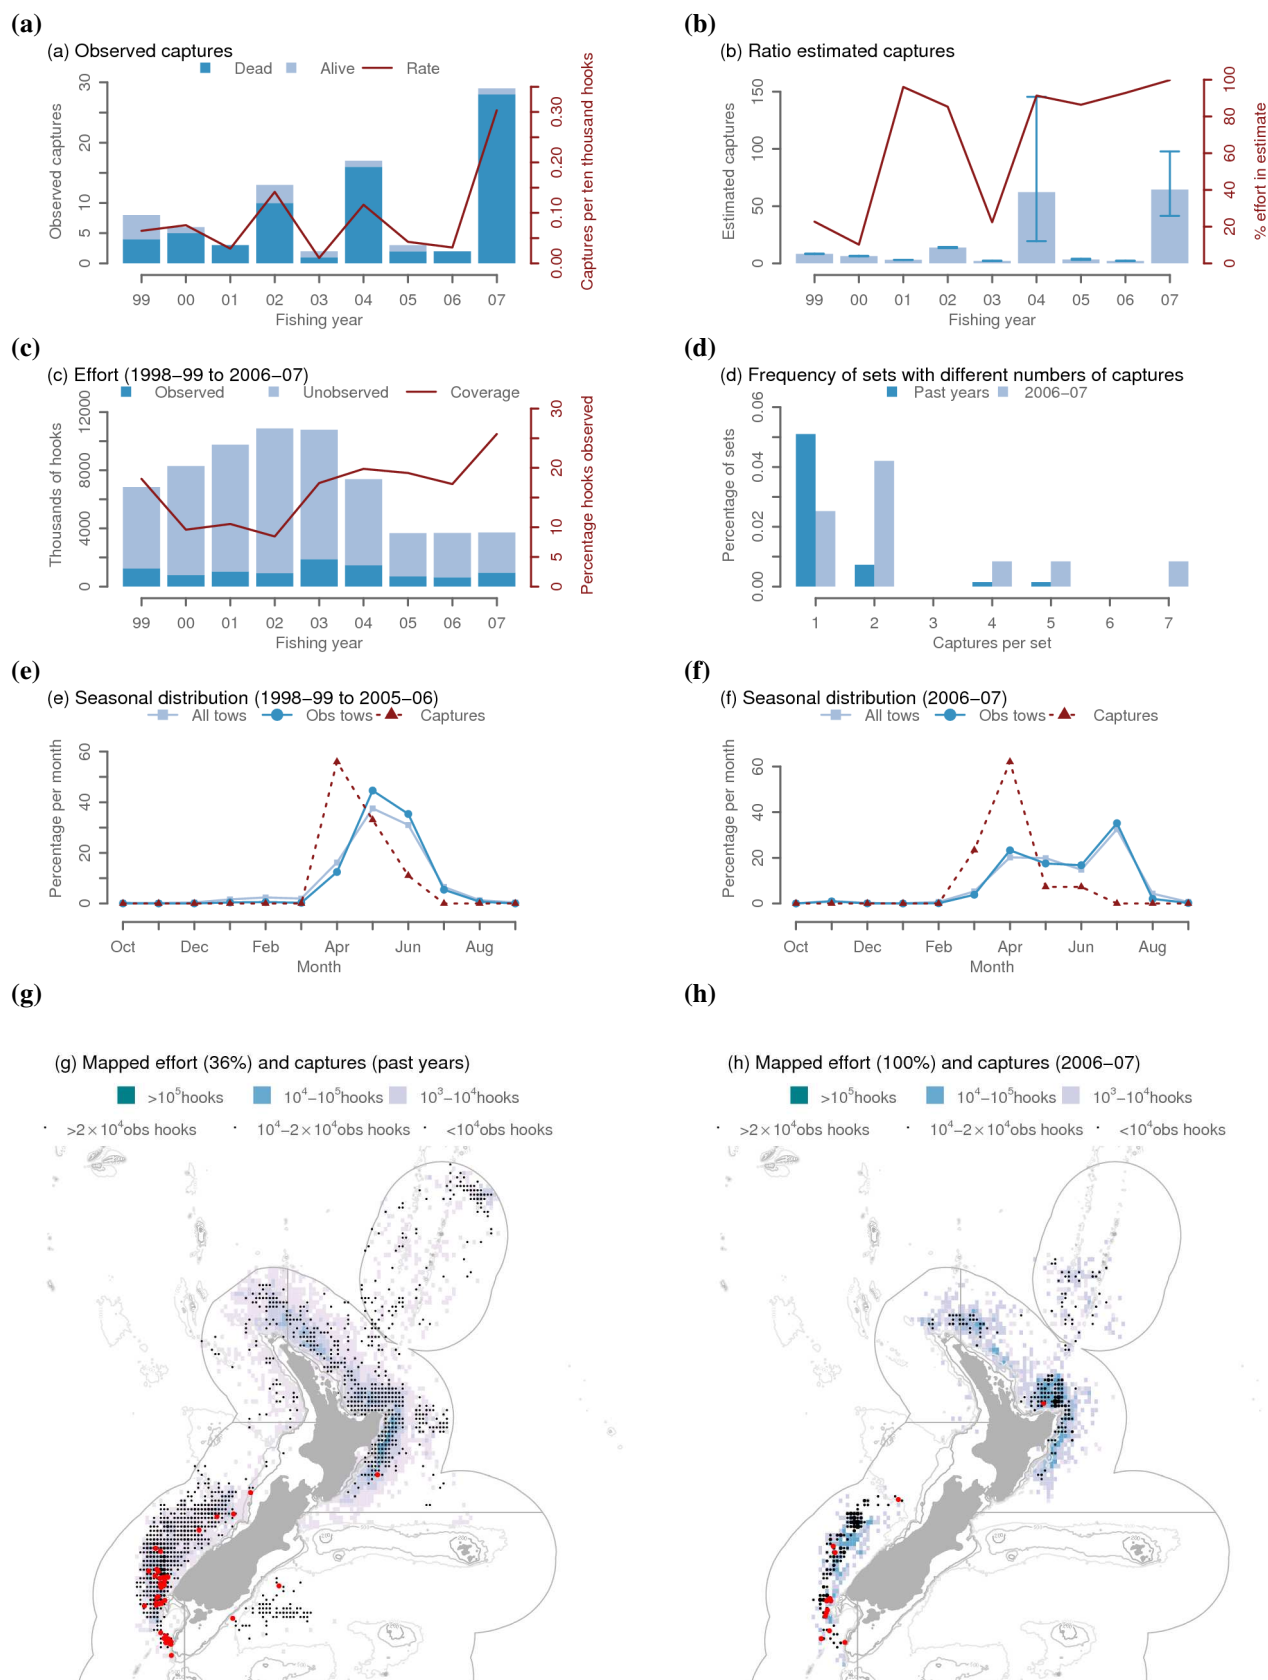 (a)
(b)
(a) Observed captures
Dead Alive Rate
Observed captures
0 5 10 20 30
0.00 0.10 0.20 0.30
Captures per ten thousand hooks
99 00 01 02 03 04 05 06 07
Fishing year
(b) Ratio estimated captures
Estimated captures
0 50 100 150
0 20 40 60 80 100
% effort in estimate
99 00 01 02 03 04 05 06 07
Fishing year
(c)
(d)
(c) Effort (1998–99 to 2006–07)
Observed Unobserved Coverage
Thousands of hooks
0 4000 8000 12000
0 5 10 20 30
Percentage hooks observed
99 00 01 02 03 04 05 06 07
Fishing year
(d) Frequency of sets with different numbers of captures
Past years 2006–07
Percentage of sets
0.00 0.02 0.04 0.06
1 2 3 4 5 6 7
Captures per set
(e)
(f)
(e) Seasonal distribution (1998–99 to 2005–06)
All tows Obs tows Captures
Percentage per month
0 20 40 60
Oct Dec Feb Apr Jun Aug
Month
(f) Seasonal distribution (2006–07)
All tows Obs tows Captures
Percentage per month
0 20 40 60
Oct Dec Feb Apr Jun Aug
Month
(g)
(h)
(g) Mapped effort (36%) and captures (past years)
>10⁵hooks 10⁴–10⁵hooks 10³–10⁴hooks
>2×10⁴obs hooks 10⁴–2×10⁴obs hooks <10⁴obs hooks
(h) Mapped effort (100%) and captures (2006–07)
>10⁵hooks 10⁴–10⁵hooks 10³–10⁴hooks
>2×10⁴obs hooks 10⁴–2×10⁴obs hooks <10⁴obs hooks